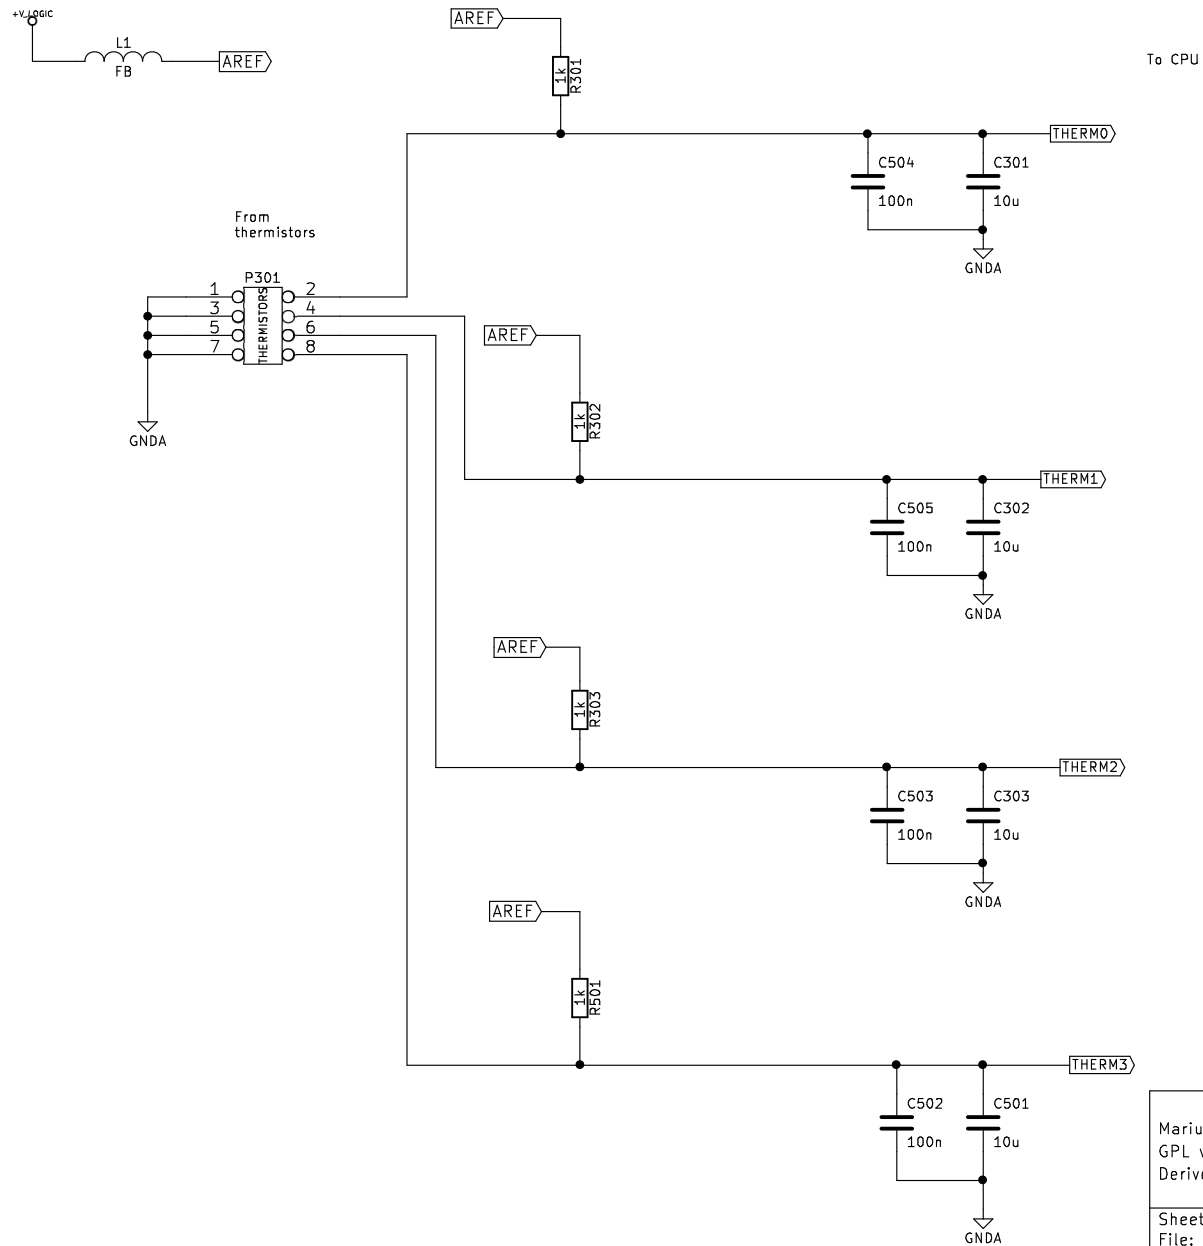 +V_LOGIC
L1
FB
AREF
AREF
1k
R301
To CPU
THERM0
C504
100n
C301
10u
GNDA
From
thermistors
P301
THERMISTORS
1 2
3 4
5 6
7 8
GNDA
AREF
1k
R302
THERM1
C505
100n
C302
10u
GNDA
AREF
1k
R303
THERM2
C503
100n
C303
10u
GNDA
AREF
1k
R501
THERM3
C502
100n
C501
10u
GNDA
Mariu
GPL v
Derive
Sheet
File: